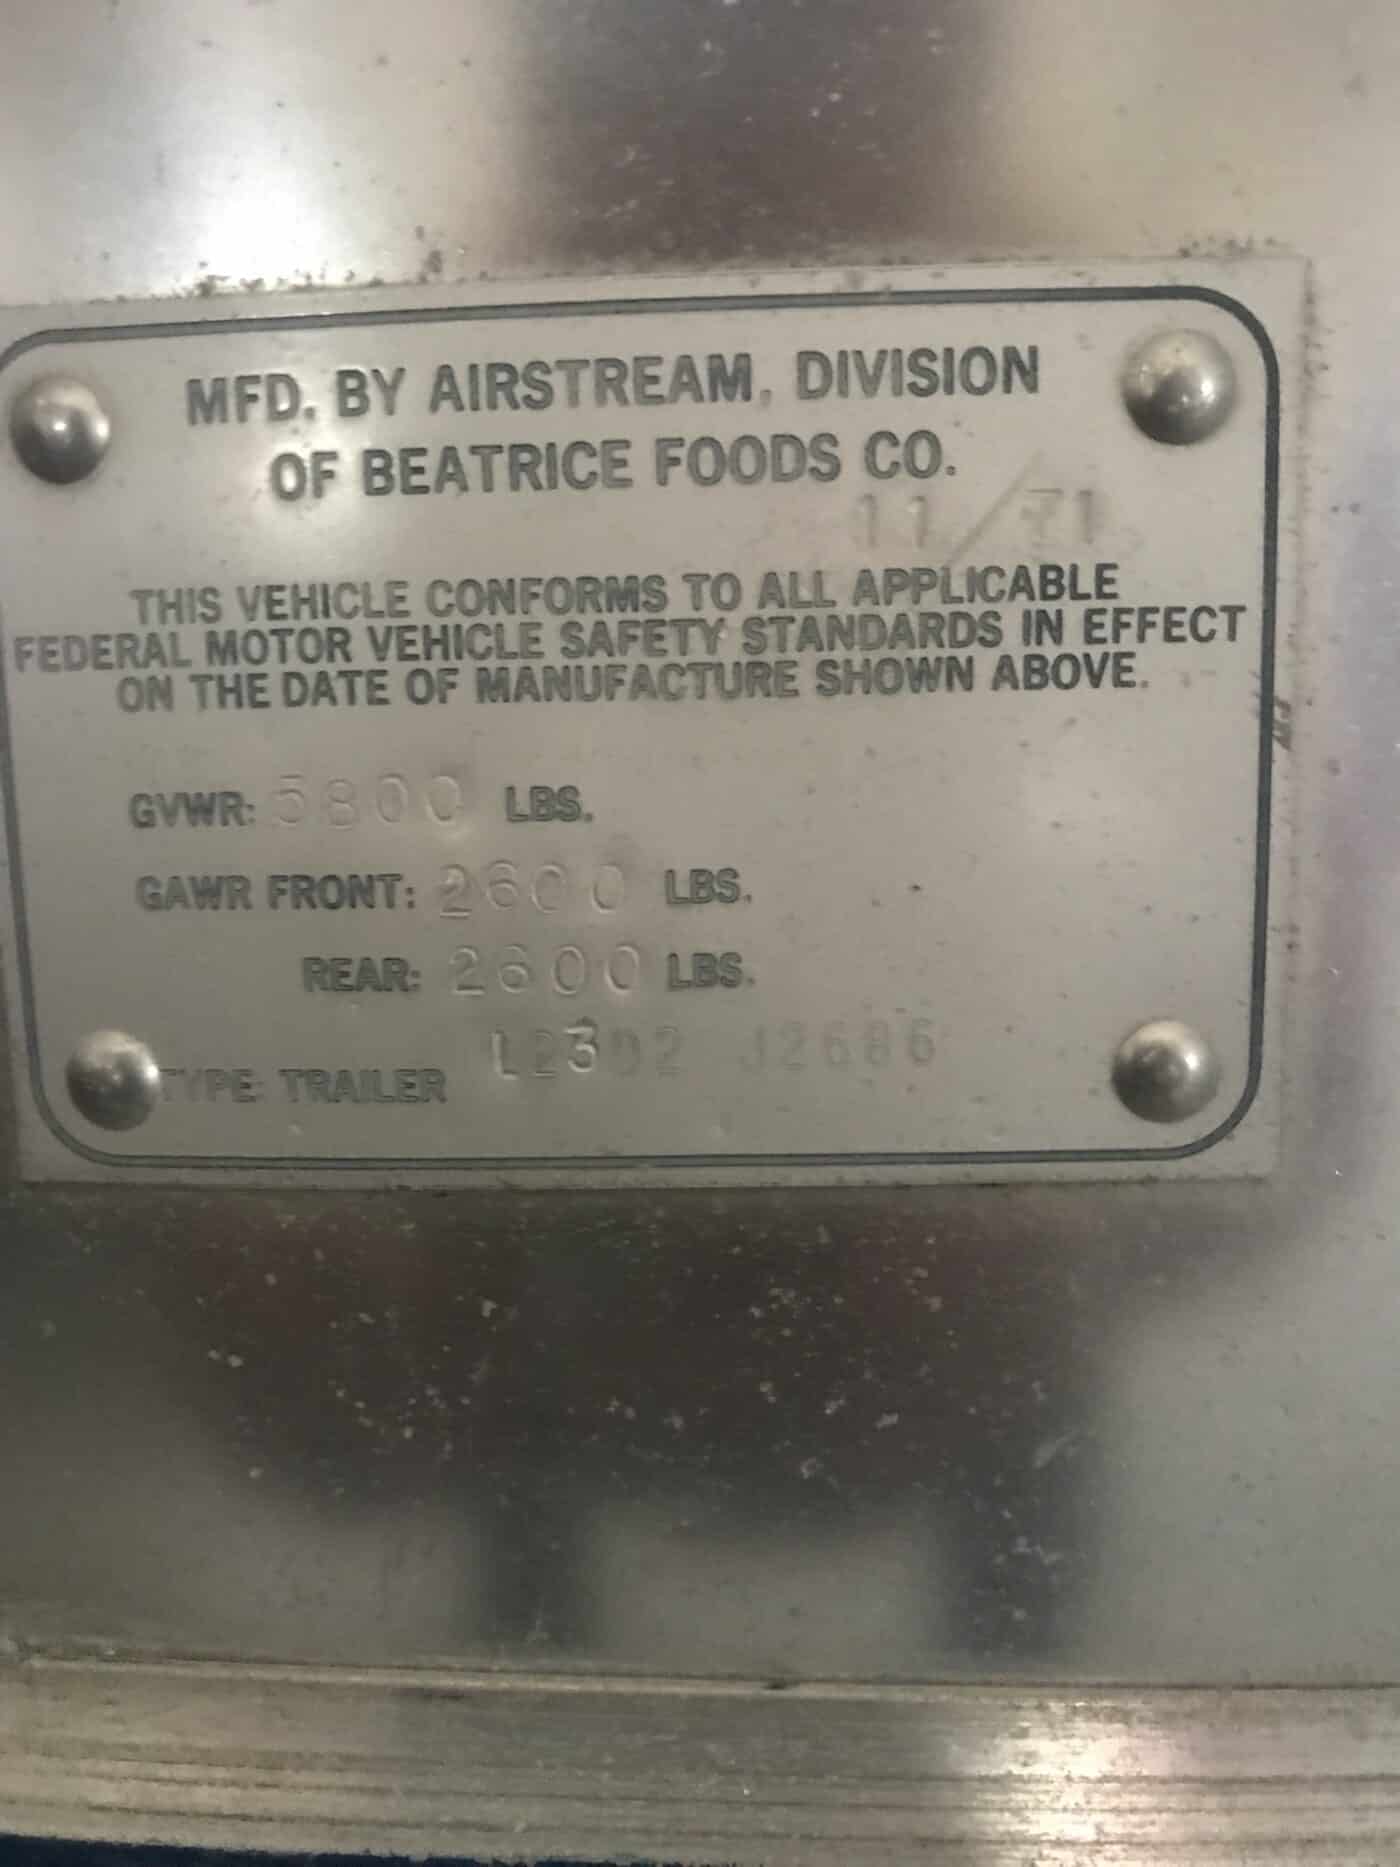 MFD. BY AIRSTREAM, DIVISION
OF BEATRICE FOODS CO.
11/71
THIS VEHICLE CONFORMS TO ALL APPLICABLE
FEDERAL MOTOR VEHICLE SAFETY STANDARDS IN EFFECT
ON THE DATE OF MANUFACTURE SHOWN ABOVE.
GVWR: 5800 LBS.
GAWR FRONT: 2600 LBS.
REAR: 2600 LBS.
TYPE: TRAILER